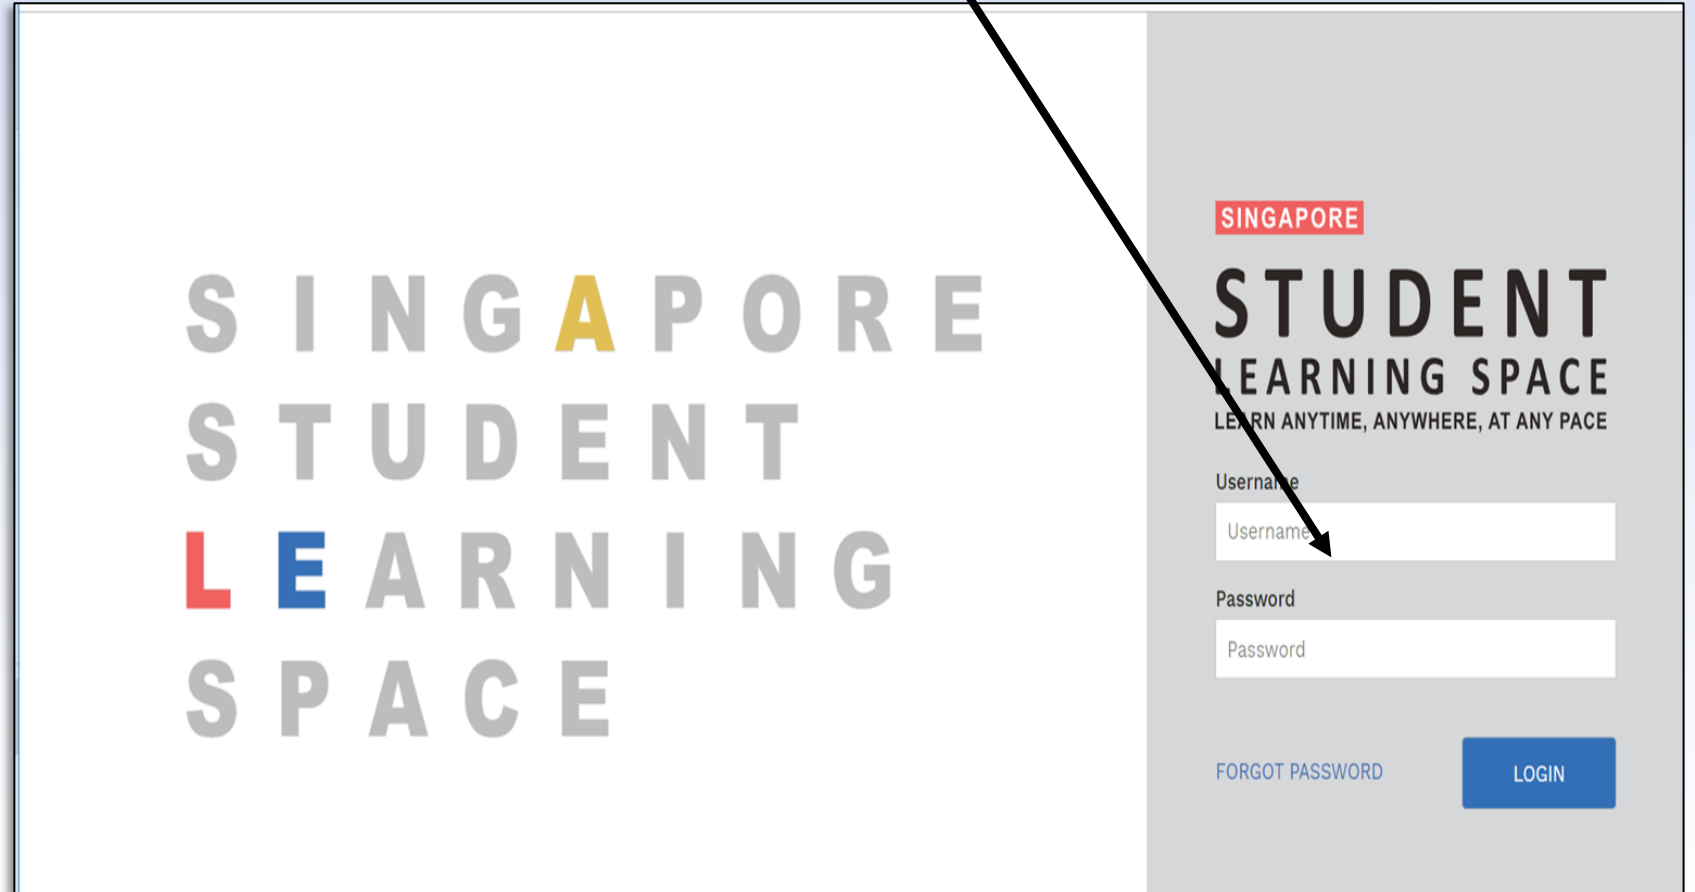 SINGAPORE
STUDENT
LEARNING
SPACE
SINGAPORE
STUDENT
LEARNING SPACE
LEARN ANYTIME, ANYWHERE, AT ANY PACE
Username
Username
Password
Password
FORGOT PASSWORD
LOGIN